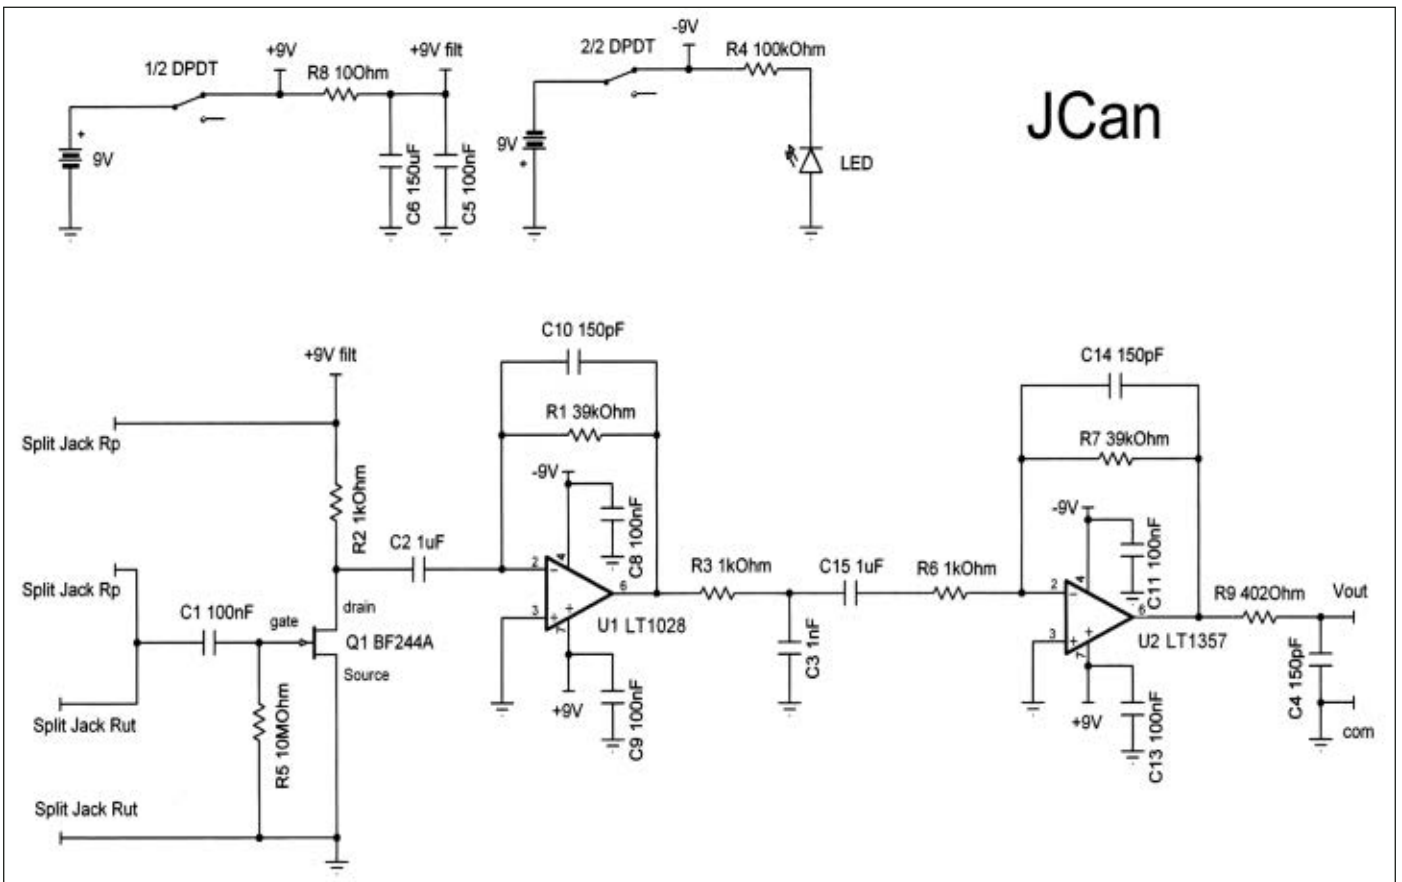 JCan
1/2 DPDT
+9V
R8 10Ohm
+9V filt
+
9V
C6 150uF
C5 100nF
2/2 DPDT
-9V
R4 100kOhm
9V
+
LED
+9V filt
Split Jack Rp
R2 1kOhm
Split Jack Rp
C1 100nF
gate
drain
Q1 BF244A
Source
Split Jack Rut
R5 10MOhm
Split Jack Rut
C2 1uF
C10 150pF
R1 39kOhm
-9V
C8 100nF
2
4
-
3
+
+
7
6
U1 LT1028
+9V
C9 100nF
R3 1kOhm
C3 1nF
C15 1uF
R6 1kOhm
C14 150pF
R7 39kOhm
-9V
C11 100nF
2
4
-
3
+
+
7
6
U2 LT1357
+9V
C13 100nF
R9 402Ohm
Vout
C4 150pF
com